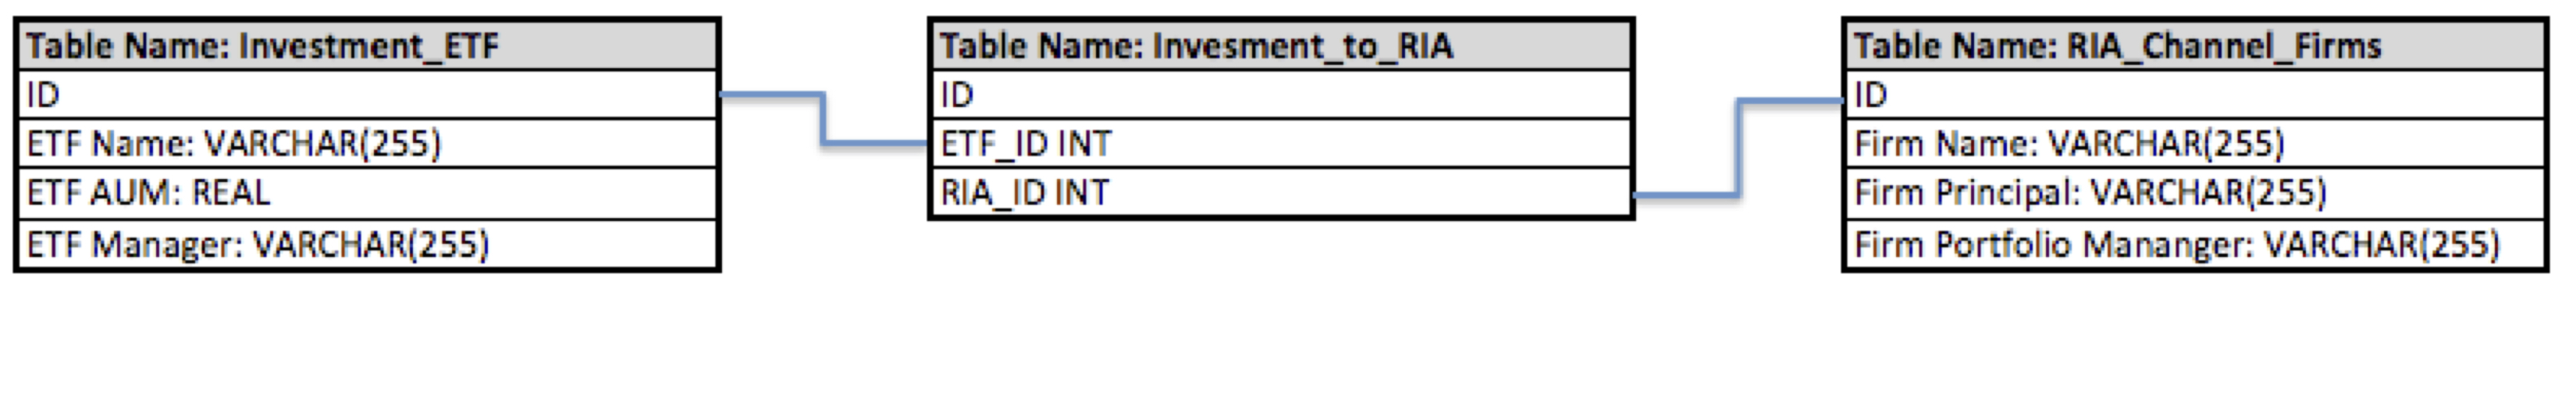 Table Name: Investment_ETF
ID
ETF Name: VARCHAR(255)
ETF AUM: REAL
ETF Manager: VARCHAR(255)
Table Name: Invesment_to_RIA
ID
ETF_ID INT
RIA_ID INT
Table Name: RIA_Channel_Firms
ID
Firm Name: VARCHAR(255)
Firm Principal: VARCHAR(255)
Firm Portfolio Mananger: VARCHAR(255)